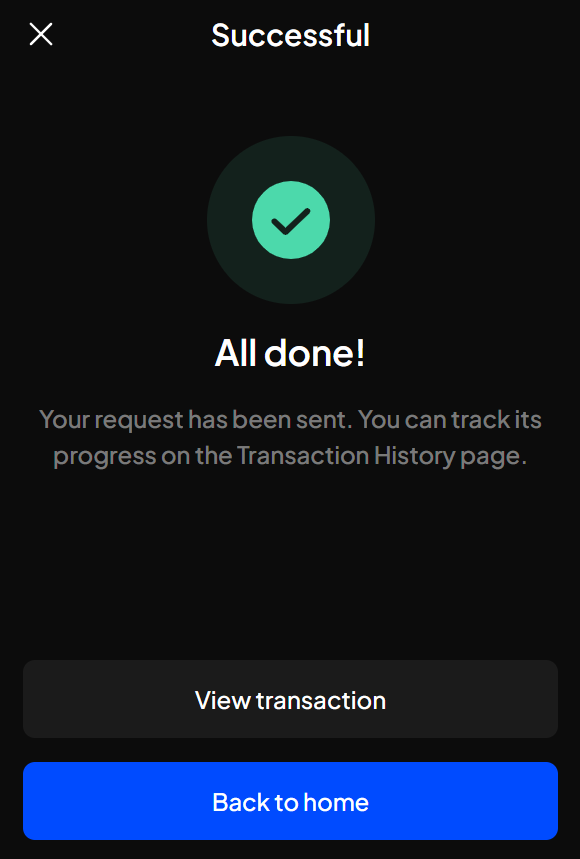 Successful
All done!
Your request has been sent. You can track its
progress on the Transaction History page.
View transaction
Back to home